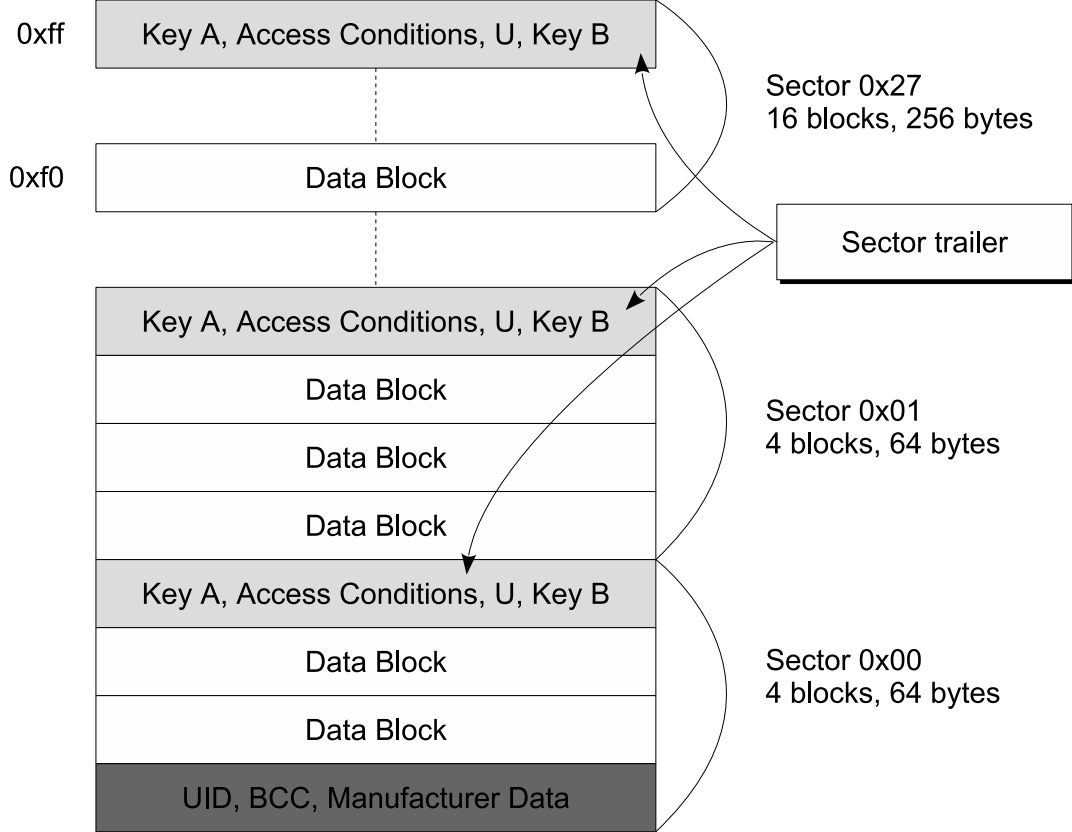 0xff
Key A, Access Conditions, U, Key B
Sector 0x27
16 blocks, 256 bytes
0xf0
Data Block
Sector trailer
Key A, Access Conditions, U, Key B
Data Block
Sector 0x01
4 blocks, 64 bytes
Data Block
Data Block
Key A, Access Conditions, U, Key B
Data Block
Sector 0x00
4 blocks, 64 bytes
Data Block
UID, BCC, Manufacturer Data